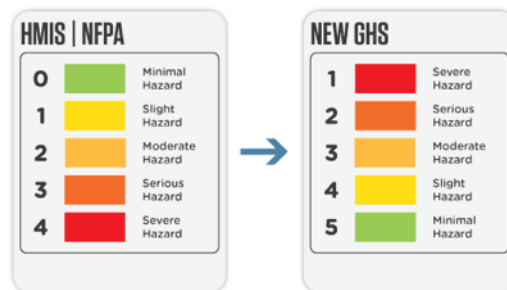 HMIS | NFPA
0 Minimal
Hazard
1 Slight
Hazard
2 Moderate
Hazard
3 Serious
Hazard
4 Severe
Hazard
NEW GHS
1 Severe
Hazard
2 Serious
Hazard
3 Moderate
Hazard
4 Slight
Hazard
5 Minimal
Hazard